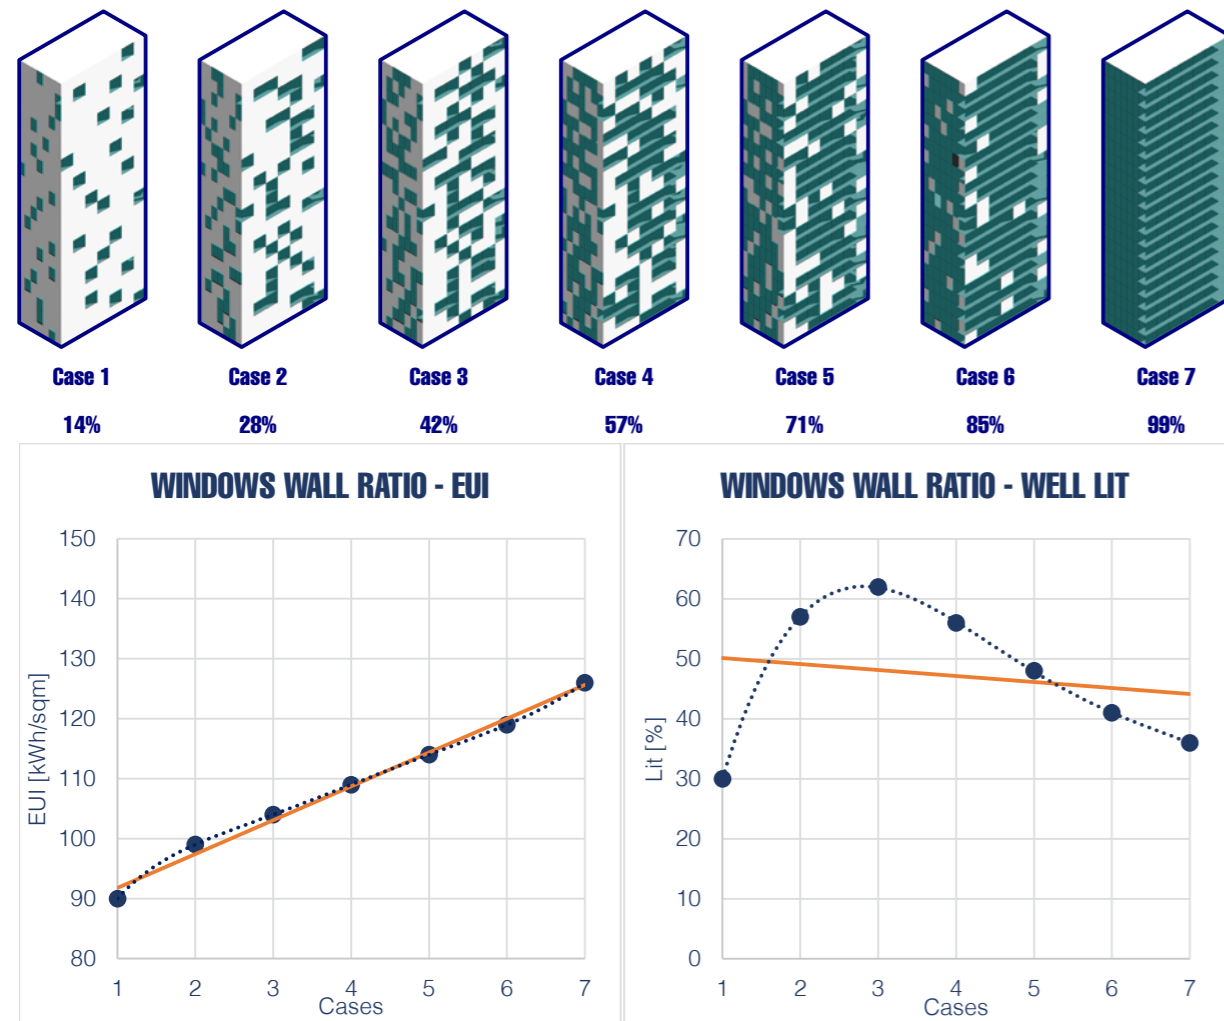 Case 1 Case 2 Case 3 Case 4 Case 5 Case 6 Case 7
14% 28% 42% 57% 71% 85% 99%
WINDOWS WALL RATIO - EUI
150
140
130
120
110
100
90
80
EUI [kWh/sqm]
1 2 3 4 5 6 7
Cases
WINDOWS WALL RATIO - WELL LIT
70
60
50
40
30
20
10
0
Lit [%]
1 2 3 4 5 6 7
Cases